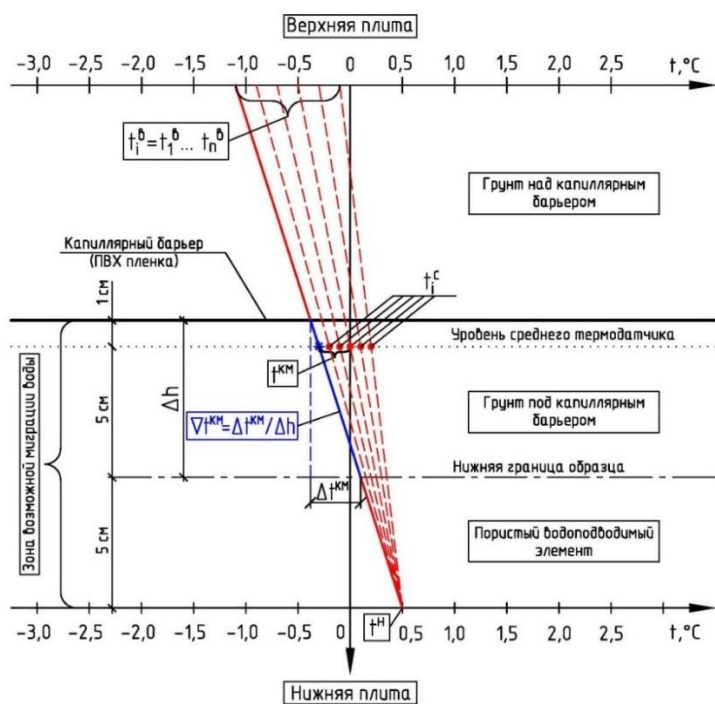 Верхняя плита
-3,0 -2,5 -2,0 -1,5 -1,0 -0,5 0 0,5 1,0 1,5 2,0 2,5 t,°C
tᵢᵇ=t₁ᵇ ... tₙᵇ
Грунт над капиллярным
барьером
Капиллярный барьер
(ПВХ пленка)
1 см
tᵢᶜ
Уровень среднего термодатчика
tᵏᵐ
Δh
5 см
Зона возможной миграции воды
∇tᵏᵐ=Δtᵏᵐ/Δh
Грунт под капиллярным
барьером
Нижняя граница образца
Δtᵏᵐ
5 см
Пористый водоподводимый
элемент
-3,0 -2,5 -2,0 -1,5 -1,0 -0,5 0 tᴴ 0,5 1,0 1,5 2,0 2,5 t,°C
Нижняя плита